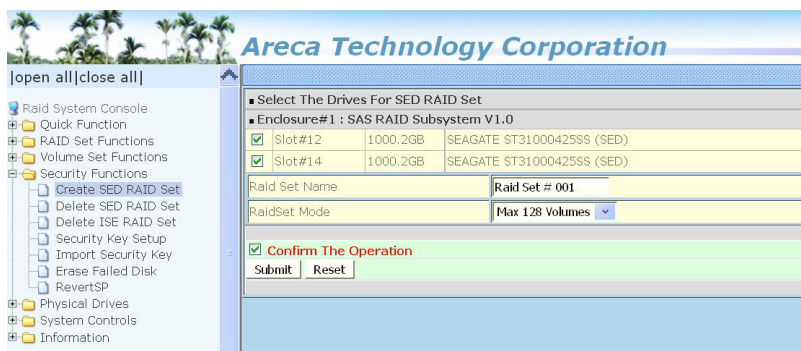 Areca Technology Corporation
|open all|close all|
Raid System Console
Quick Function
RAID Set Functions
Volume Set Functions
Security Functions
Create SED RAID Set
Delete SED RAID Set
Delete ISE RAID Set
Security Key Setup
Import Security Key
Erase Failed Disk
RevertSP
Physical Drives
System Controls
Information
Select The Drives For SED RAID Set
Enclosure#1 : SAS RAID Subsystem V1.0
Slot#12 1000.2GB SEAGATE ST31000425SS (SED)
Slot#14 1000.2GB SEAGATE ST31000425SS (SED)
Raid Set Name Raid Set # 001
RaidSet Mode Max 128 Volumes
Confirm The Operation
Submit Reset